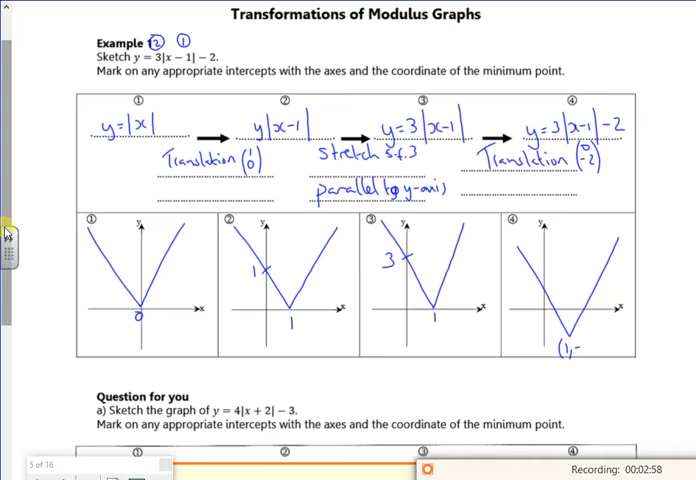 Transformations of Modulus Graphs
Example 12 ①
Sketch y = 3|x − 1| − 2.
Mark on any appropriate intercepts with the axes and the coordinate of the minimum point.
① ② ③ ④
y=|x| y|x-1| y=3|x-1| y=3|x-1|-2
Translation (1 0) Stretch s.f.3 Translation (0 -2)
parallel to y-axis
① y x 0
② y x 1 1
③ y x 3 1
④ y x (1,-
Question for you
a) Sketch the graph of y = 4|x + 2| − 3.
Mark on any appropriate intercepts with the axes and the coordinate of the minimum point.
① ② ③ ④
5 of 16
Recording: 00:02:58